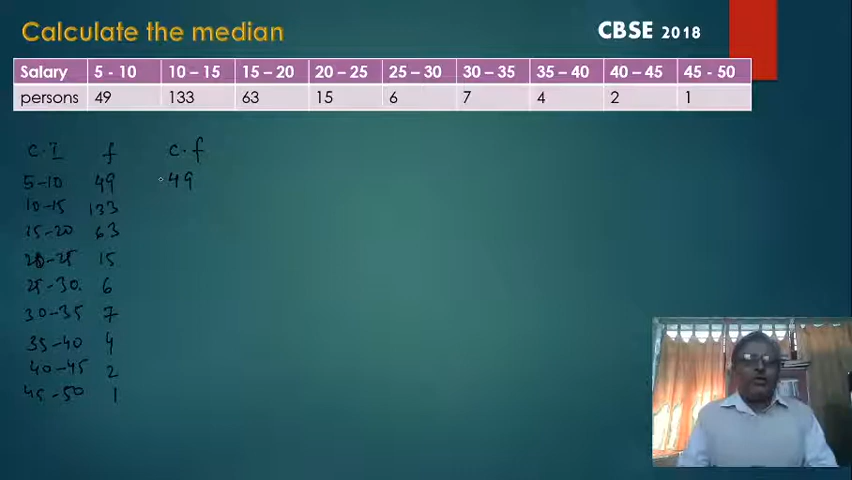 Calculate the median
CBSE 2018
Salary 5 - 10 10 – 15 15 – 20 20 – 25 25 – 30 30 – 35 35 – 40 40 – 45 45 - 50
persons 49 133 63 15 6 7 4 2 1
C.I f c.f
5-10 49 49
10-15 133
15-20 63
20-25 15
25-30. 6
30-35 7
35-40 4
40-45 2
45-50 1